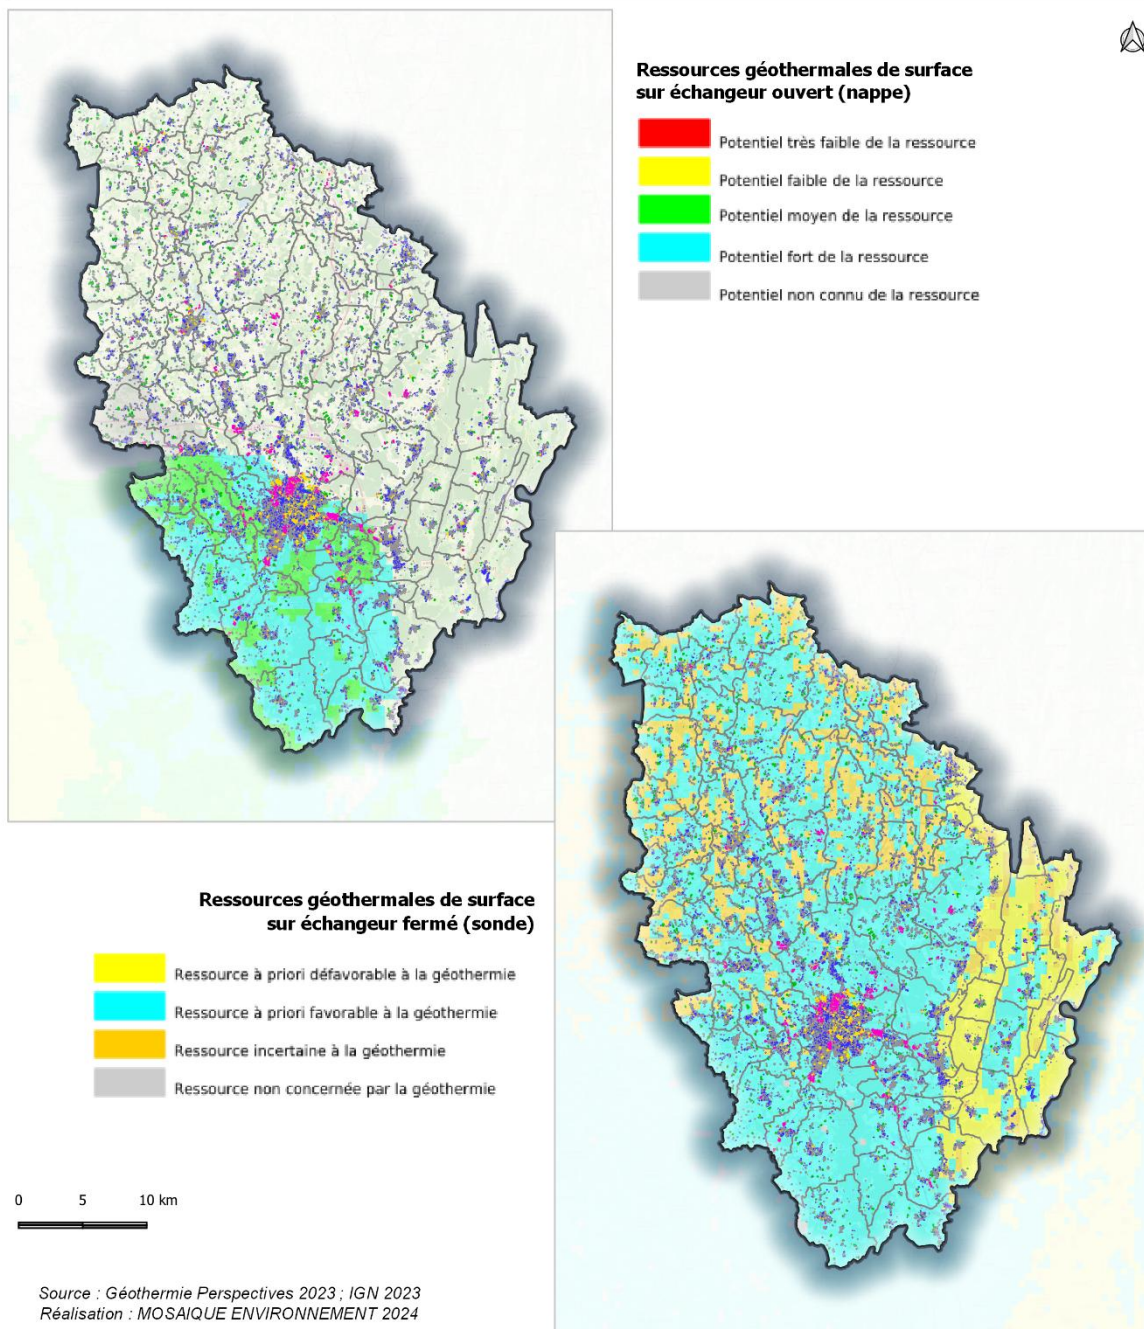 Ressources géothermales de surface
sur échangeur ouvert (nappe)
Potentiel très faible de la ressource
Potentiel faible de la ressource
Potentiel moyen de la ressource
Potentiel fort de la ressource
Potentiel non connu de la ressource
Ressources géothermales de surface
sur échangeur fermé (sonde)
Ressource à priori défavorable à la géothermie
Ressource à priori favorable à la géothermie
Ressource incertaine à la géothermie
Ressource non concernée par la géothermie
0 5 10 km
Source : Géothermie Perspectives 2023 ; IGN 2023
Réalisation : MOSAIQUE ENVIRONNEMENT 2024